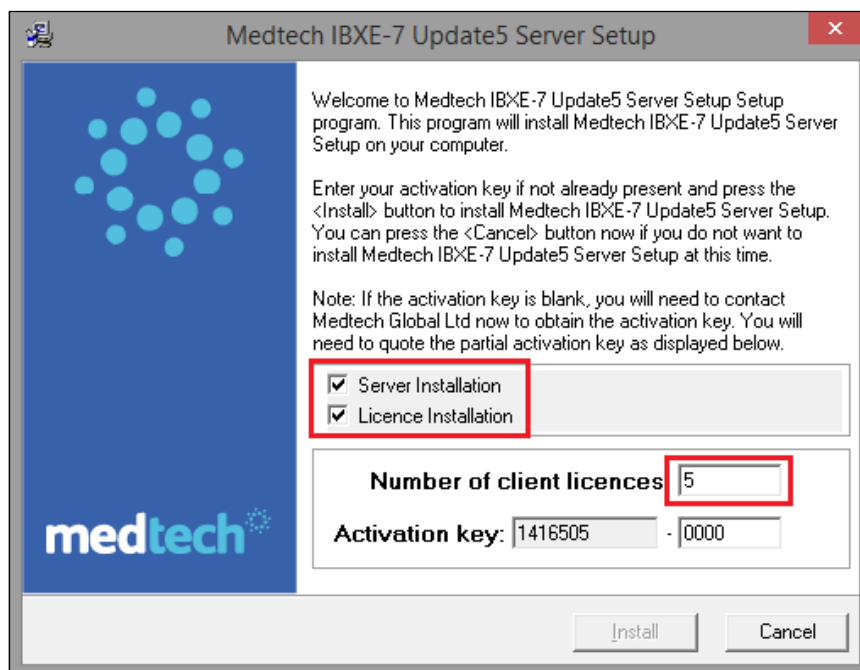 Medtech IBXE-7 Update5 Server Setup
Welcome to Medtech IBXE-7 Update5 Server Setup Setup
program. This program will install Medtech IBXE-7 Update5 Server
Setup on your computer.
Enter your activation key if not already present and press the
<Install> button to install Medtech IBXE-7 Update5 Server Setup.
You can press the <Cancel> button now if you do not want to
install Medtech IBXE-7 Update5 Server Setup at this time.
Note: If the activation key is blank, you will need to contact
Medtech Global Ltd now to obtain the activation key. You will
need to quote the partial activation key as displayed below.
Server Installation
Licence Installation
Number of client licences 5
Activation key: 1416505 - 0000
medtech
Install Cancel